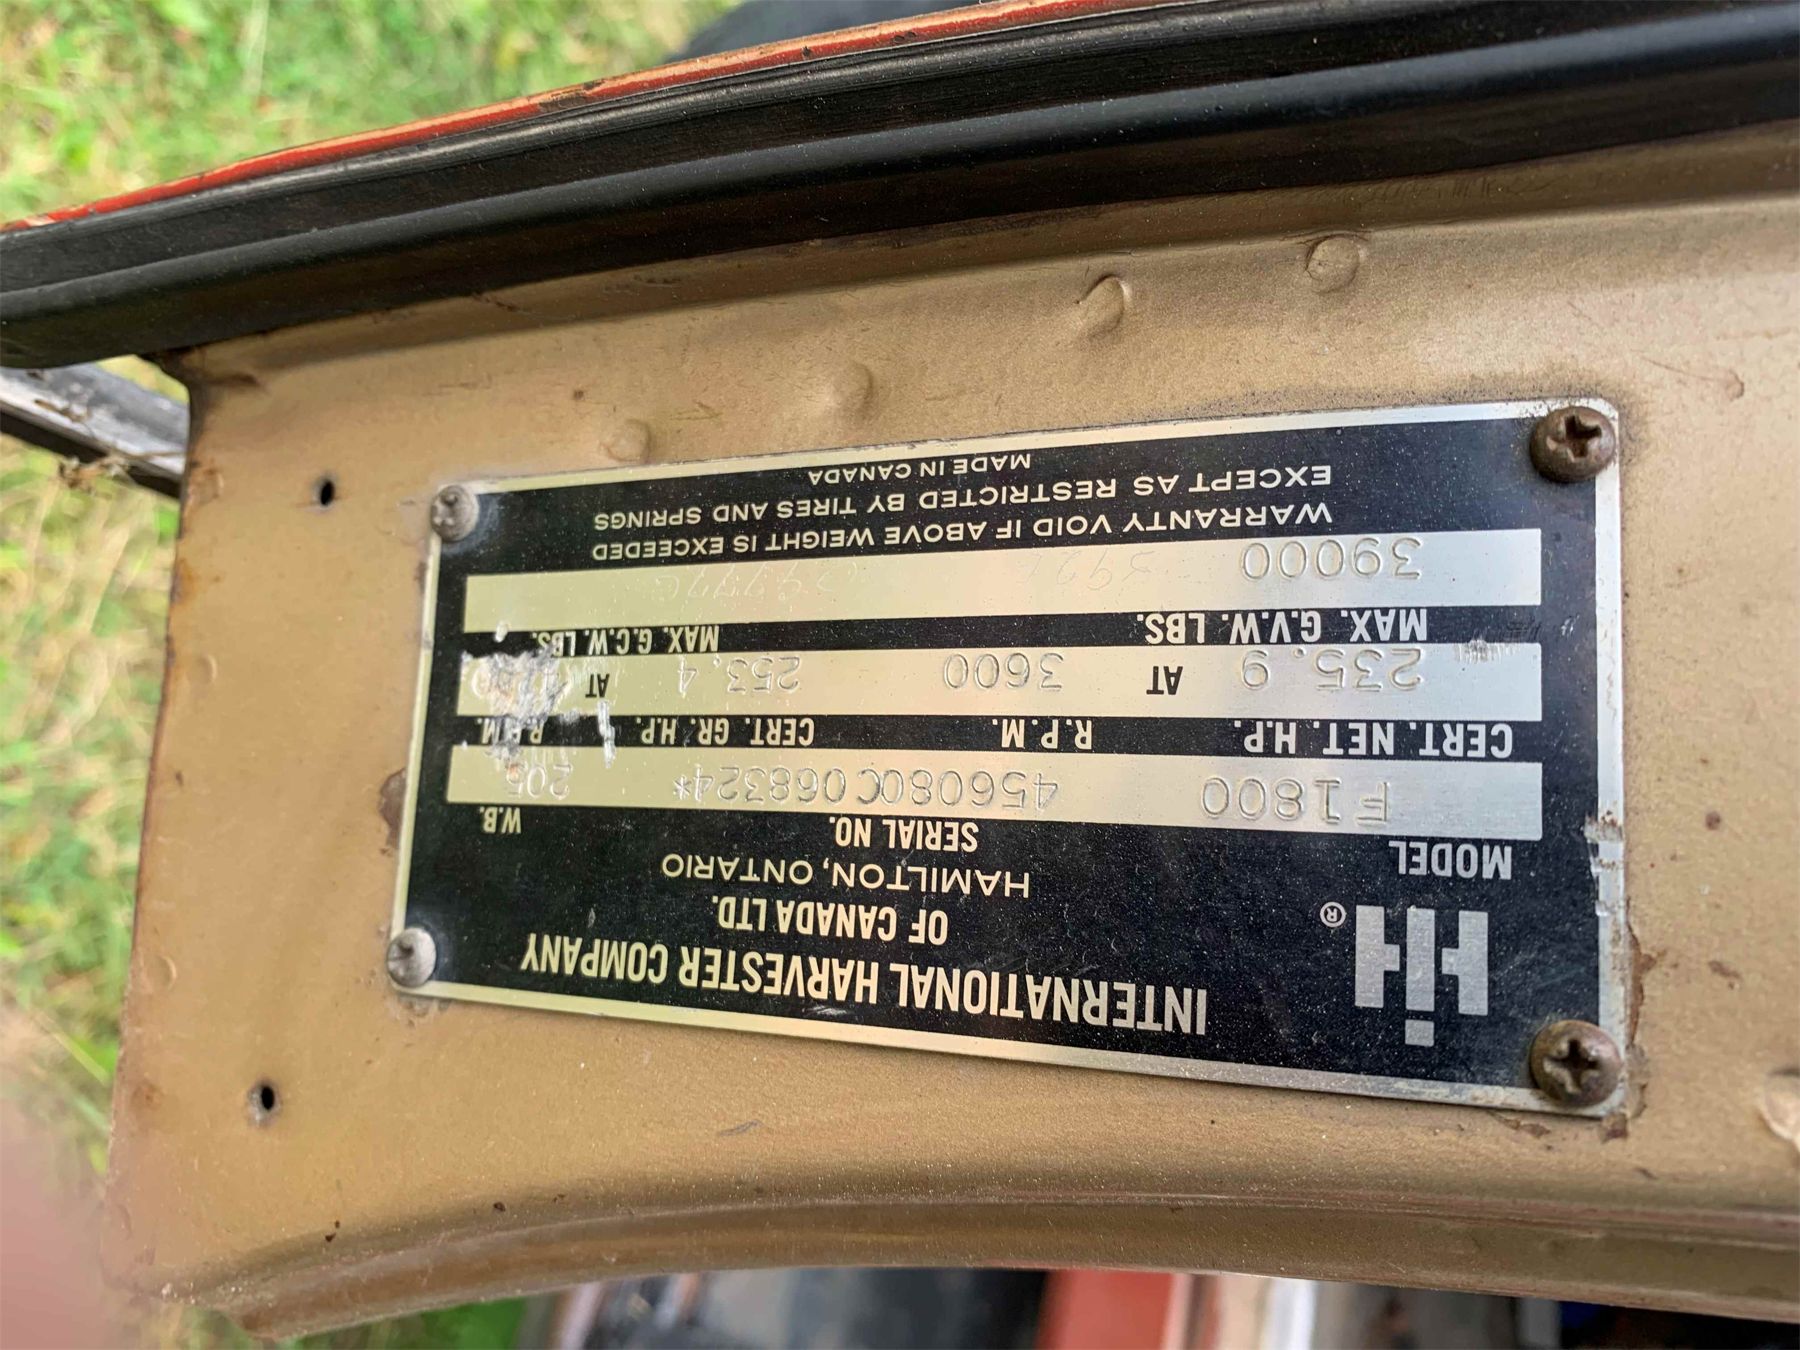 IH®
INTERNATIONAL HARVESTER COMPANY
OF CANADA LTD.
HAMILTON, ONTARIO
MODEL SERIAL NO. W.B.
F1800 456080C068324* 205
CERT. NET. H.P. R.P.M. CERT. GR. H.P. R.P.M.
235.9 AT 3600 253.4 AT
MAX. G.V.W. LBS. MAX. G.C.W. LBS.
39000
WARRANTY VOID IF ABOVE WEIGHT IS EXCEEDED
EXCEPT AS RESTRICTED BY TIRES AND SPRINGS
MADE IN CANADA